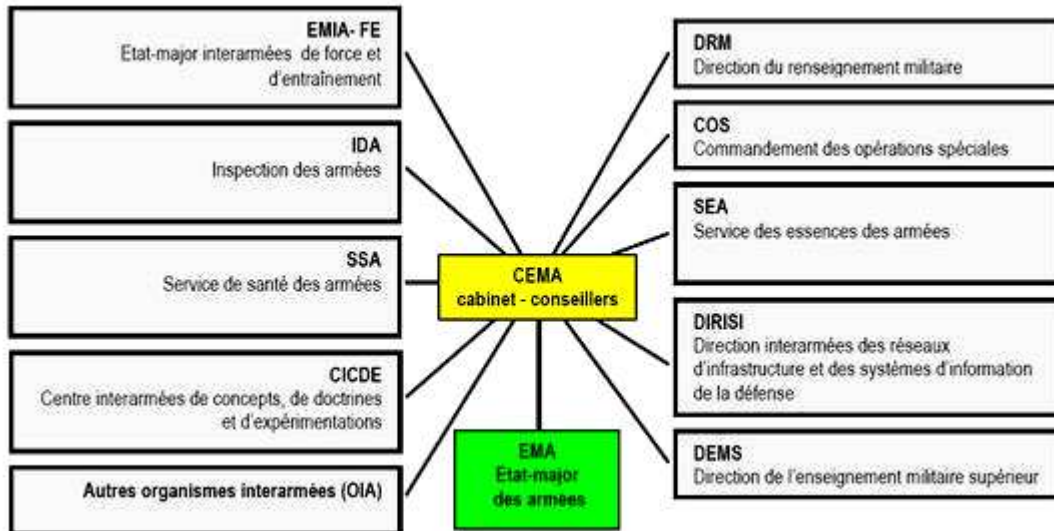 EMIA- FE
Etat-major interarmées de force et
d'entraînement
IDA
Inspection des armées
SSA
Service de santé des armées
CICDE
Centre interarmées de concepts, de doctrines
et d'expérimentations
Autres organismes interarmées (OIA)
CEMA
cabinet - conseillers
EMA
Etat-major
des armées
DRM
Direction du renseignement militaire
COS
Commandement des opérations spéciales
SEA
Service des essences des armées
DIRISI
Direction interarmées des réseaux
d'infrastructure et des systèmes d'information
de la défense
DEMS
Direction de l'enseignement militaire supérieur